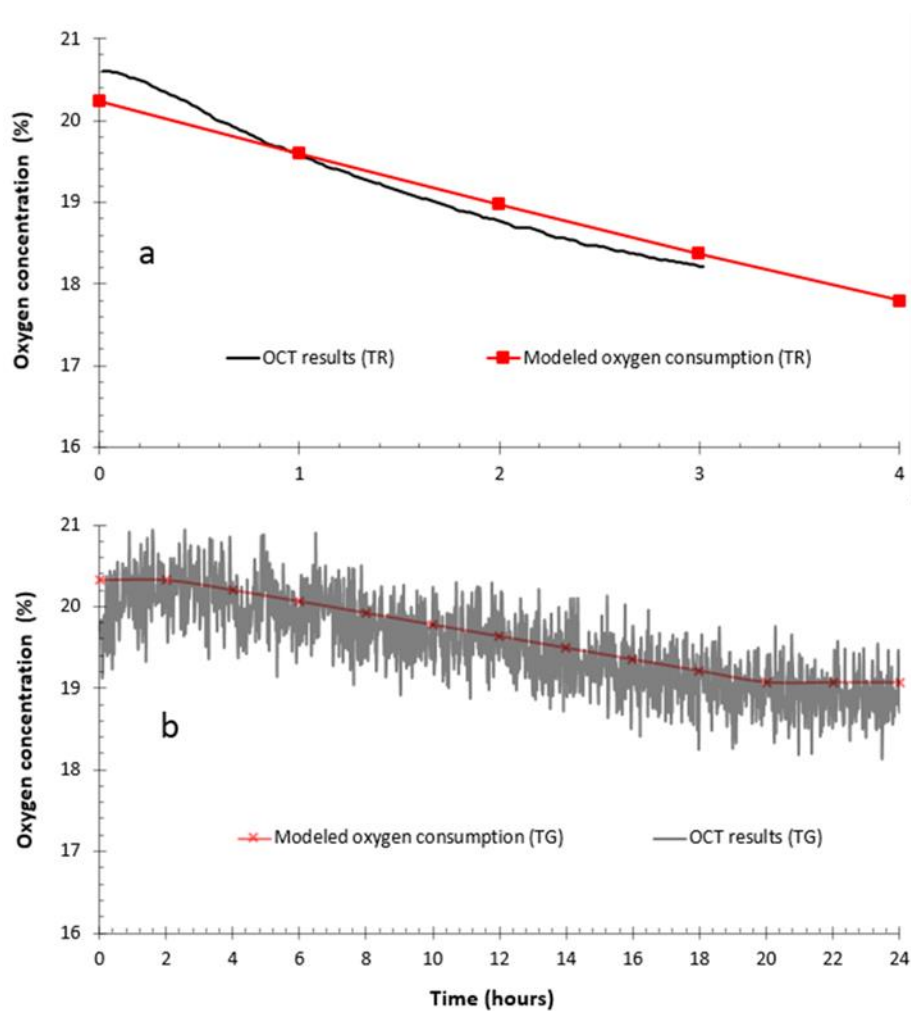 21
20
19
18
17
16
Oxygen concentration (%)
a
OCT results (TR)
Modeled oxygen consumption (TR)
0 1 2 3 4
21
20
19
18
17
16
Oxygen concentration (%)
b
Modeled oxygen consumption (TG)
OCT results (TG)
0 2 4 6 8 10 12 14 16 18 20 22 24
Time (hours)